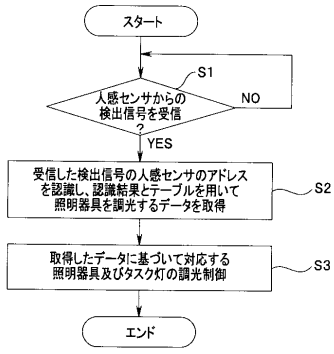 スタート
S1
人感センサからの
検出信号を受信
?
NO
YES
受信した検出信号の人感センサのアドレス
を認識し、認識結果とテーブルを用いて
照明器具を調光するデータを取得
S2
取得したデータに基づいて対応する
照明器具及びタスク灯の調光制御
S3
エンド